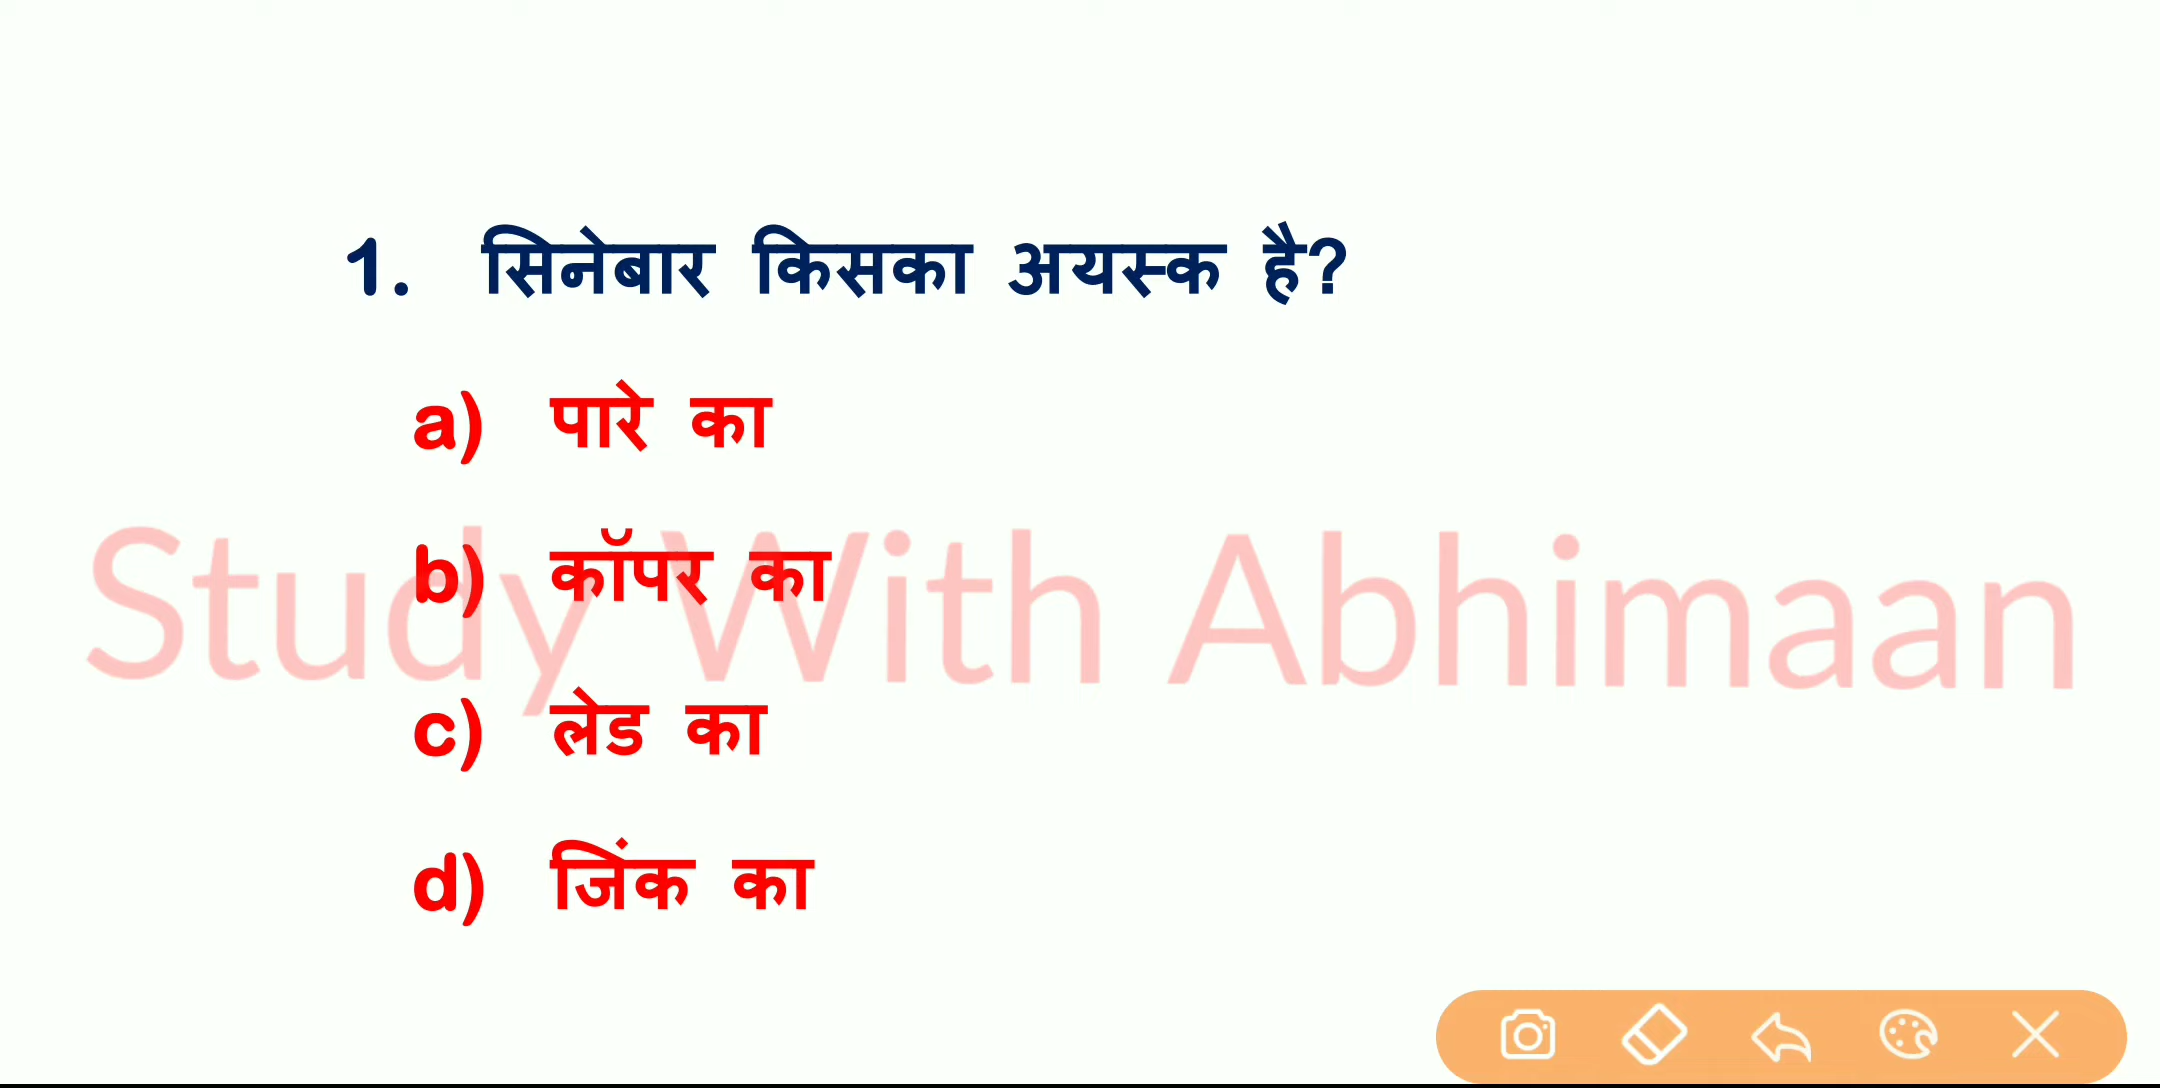 1. सिनेबार किसका अयस्क है?
a) पारे का
Study With Abhimaan
b) कॉपर का
c) लेड का
d) जिंक का